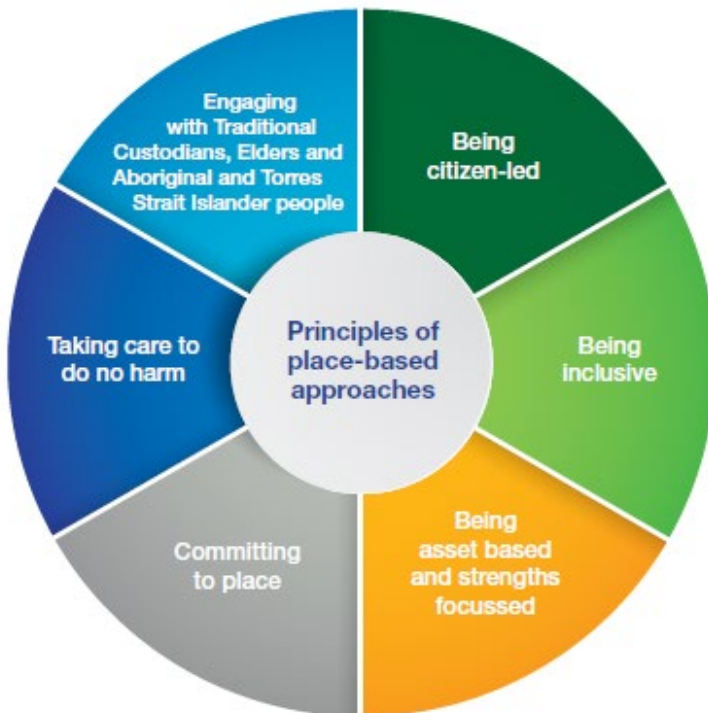 Engaging
with Traditional
Custodians, Elders and
Aboriginal and Torres
Strait Islander people
Being
citizen-led
Taking care to
do no harm
Principles of
place-based
approaches
Being
inclusive
Committing
to place
Being
asset based
and strengths
focussed